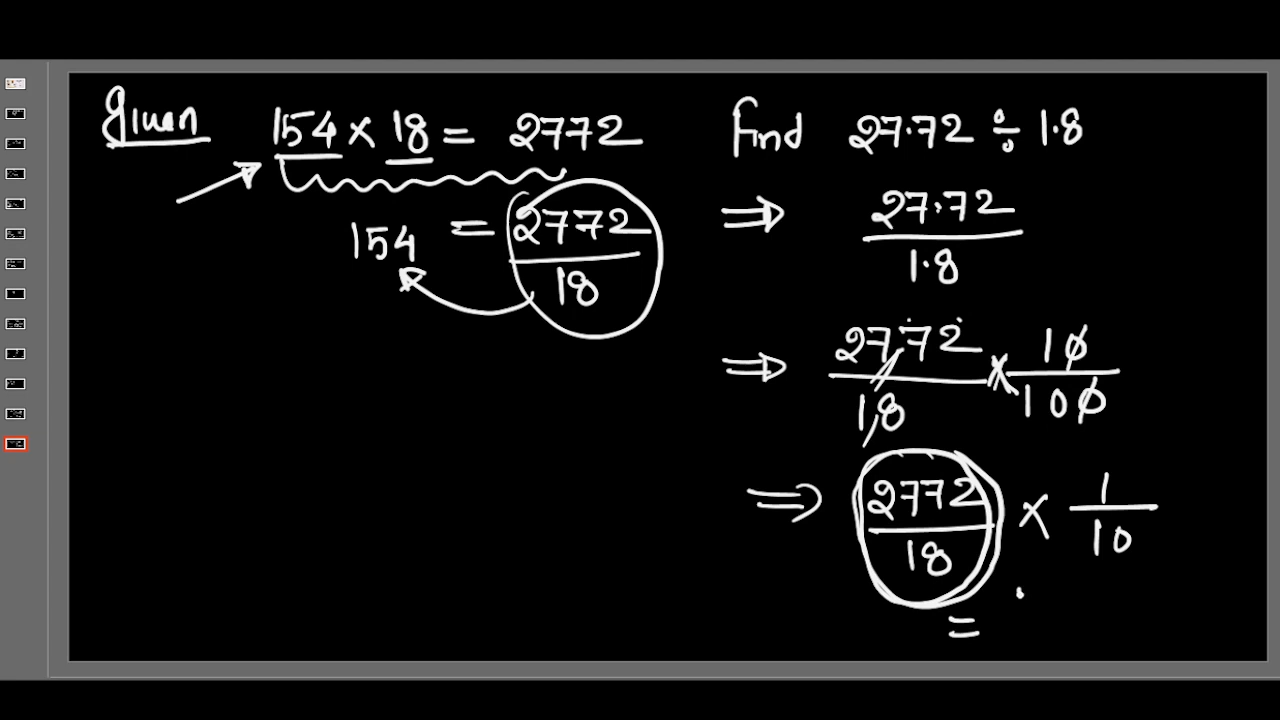 Given 154 × 18 = 2772
154 = 2772
18
Find 27.72 ÷ 1.8
⇒ 27.72
1.8
⇒ 27.72 × 10
1.8 100
⇒ 2772 × 1
18 10
=